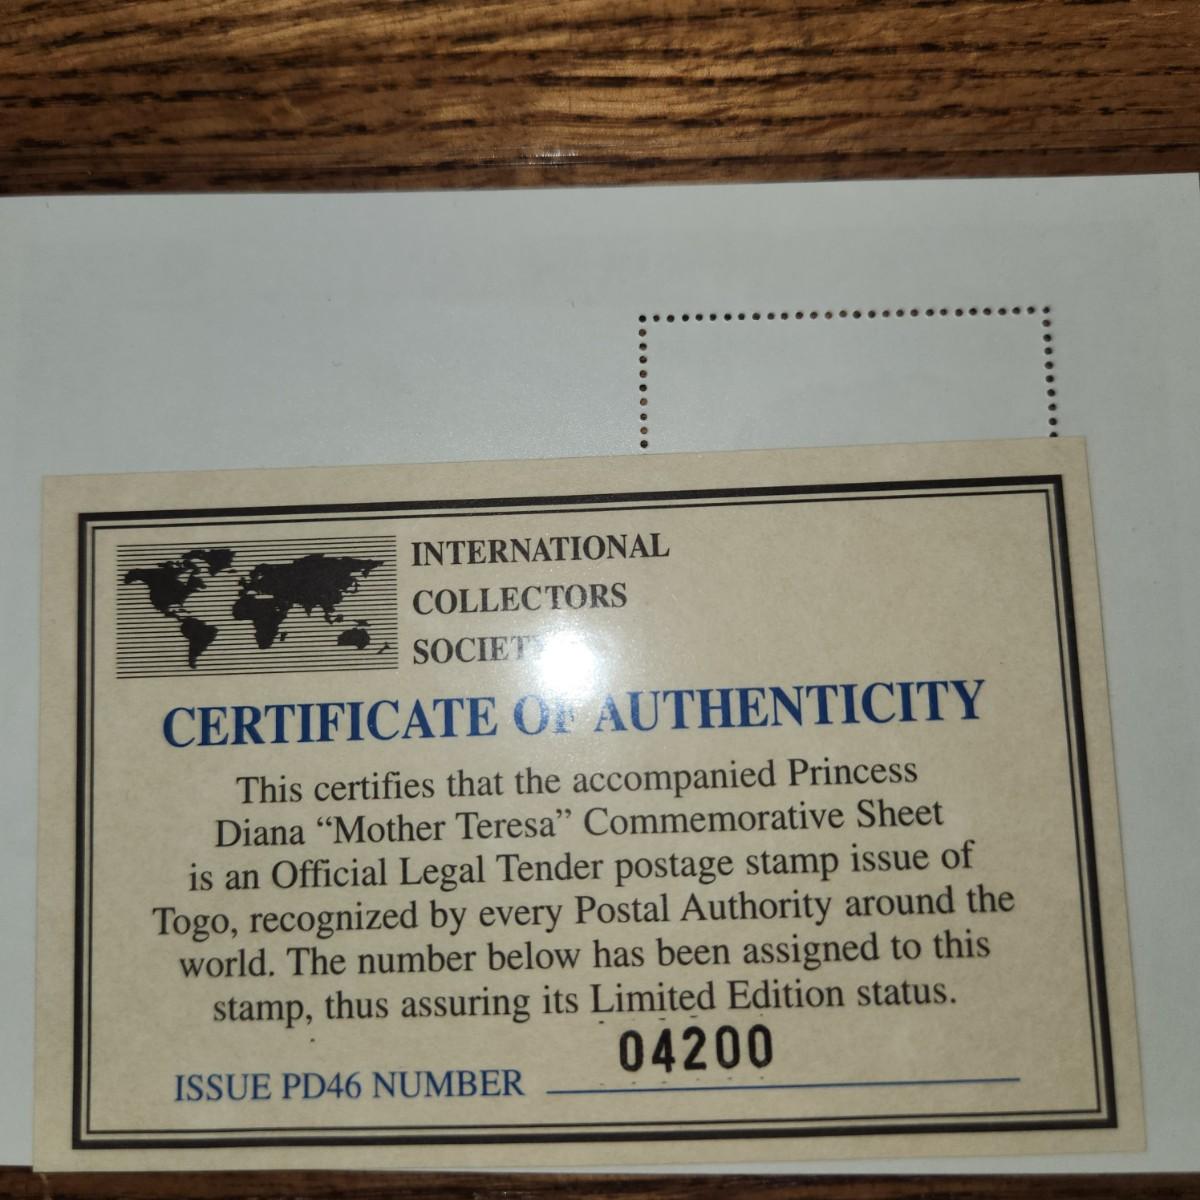 INTERNATIONAL
COLLECTORS
SOCIETY
CERTIFICATE OF AUTHENTICITY
This certifies that the accompanied Princess
Diana “Mother Teresa” Commemorative Sheet
is an Official Legal Tender postage stamp issue of
Togo, recognized by every Postal Authority around the
world. The number below has been assigned to this
stamp, thus assuring its Limited Edition status.
04200
ISSUE PD46 NUMBER